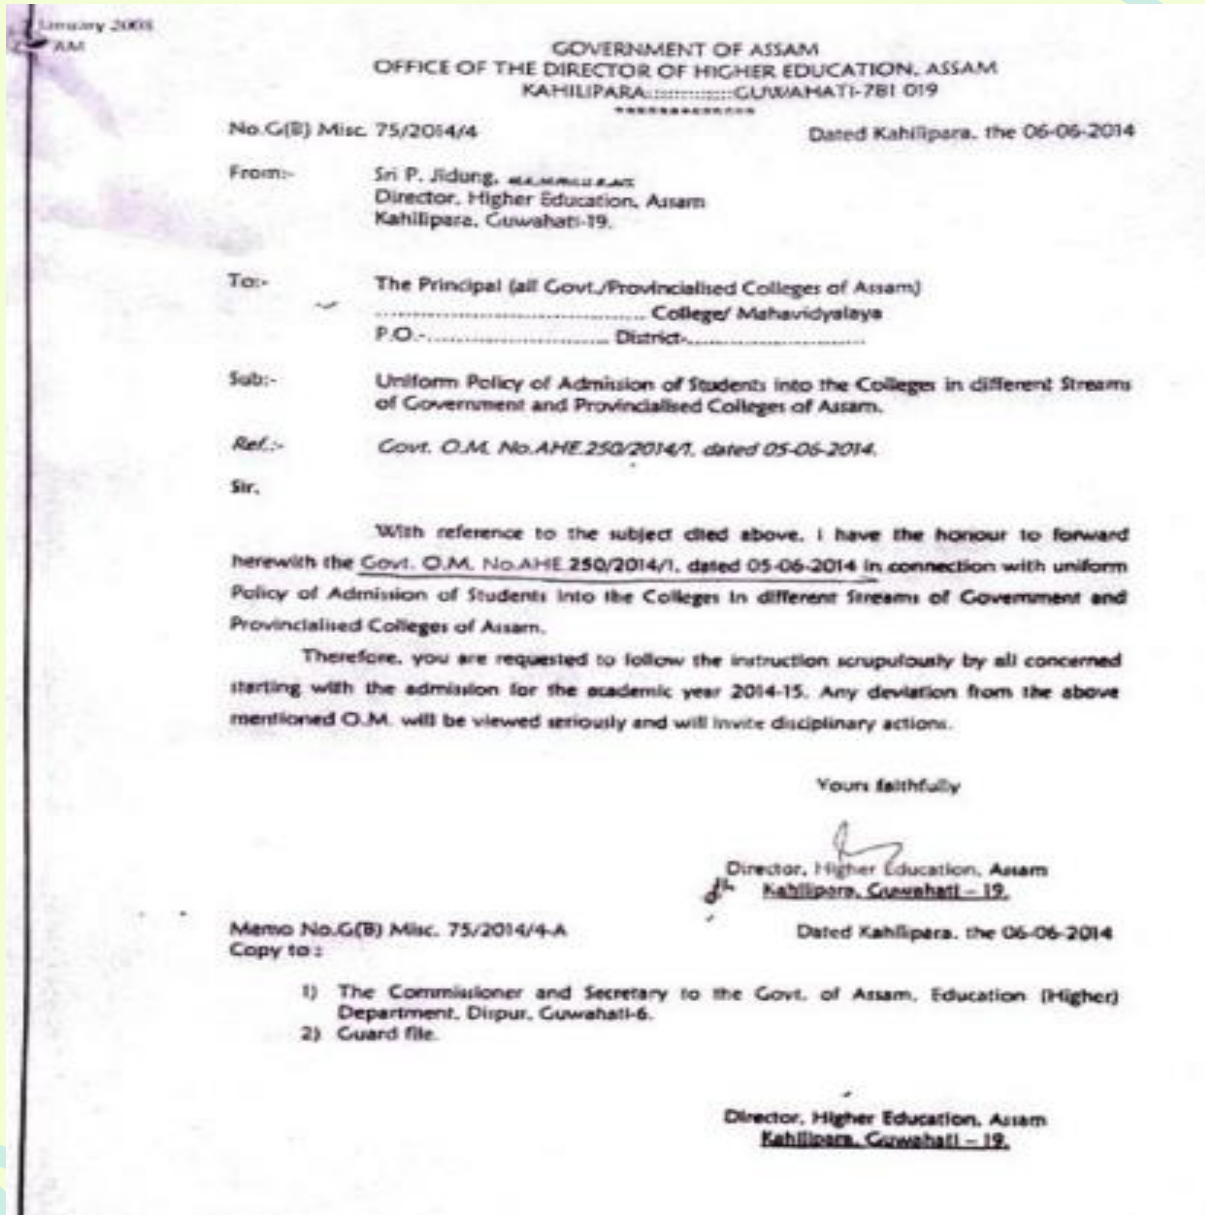 January 2003
AM
GOVERNMENT OF ASSAM
OFFICE OF THE DIRECTOR OF HIGHER EDUCATION, ASSAM
KAHILIPARA:::::::::::::GUWAHATI-781 019
**************
No.G(B) Misc. 75/2014/4 Dated Kahilipara, the 06-06-2014
From:- Sri P. Jidung,
Director, Higher Education, Assam
Kahilipara, Guwahati-19.
To:- The Principal (all Govt./Provincialised Colleges of Assam)
........................................ College/ Mahavidyalaya
P.O.-........................... District-..........................
Sub:- Uniform Policy of Admission of Students into the Colleges in different Streams
of Government and Provincialised Colleges of Assam.
Ref.:- Govt. O.M. No.AHE.250/2014/1, dated 05-06-2014.
Sir,
With reference to the subject cited above, I have the honour to forward
herewith the Govt. O.M. No.AHE.250/2014/1, dated 05-06-2014 in connection with uniform
Policy of Admission of Students into the Colleges in different Streams of Government and
Provincialised Colleges of Assam.
Therefore, you are requested to follow the instruction scrupulously by all concerned
starting with the admission for the academic year 2014-15. Any deviation from the above
mentioned O.M. will be viewed seriously and will invite disciplinary actions.
Yours faithfully
Director, Higher Education, Assam
Kahilipara, Guwahati – 19.
Memo No.G(B) Misc. 75/2014/4-A Dated Kahilipara, the 06-06-2014
Copy to :
1) The Commissioner and Secretary to the Govt. of Assam, Education (Higher)
Department, Dispur, Guwahati-6.
2) Guard file.
Director, Higher Education, Assam
Kahilipara, Guwahati – 19.